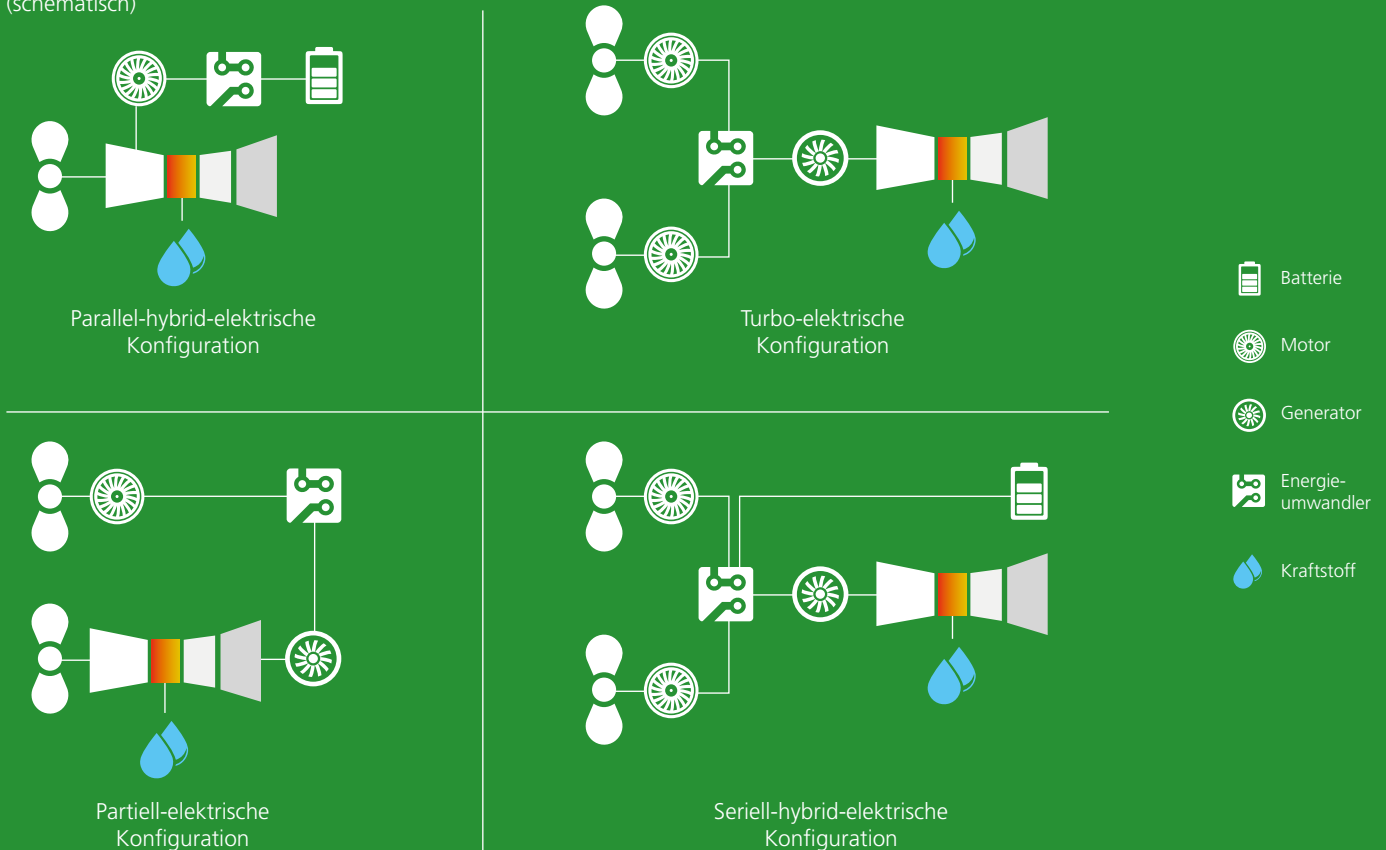 (schematisch)
Parallel-hybrid-elektrische
Konfiguration
Turbo-elektrische
Konfiguration
Partiell-elektrische
Konfiguration
Seriell-hybrid-elektrische
Konfiguration
Batterie
Motor
Generator
Energie-
umwandler
Kraftstoff